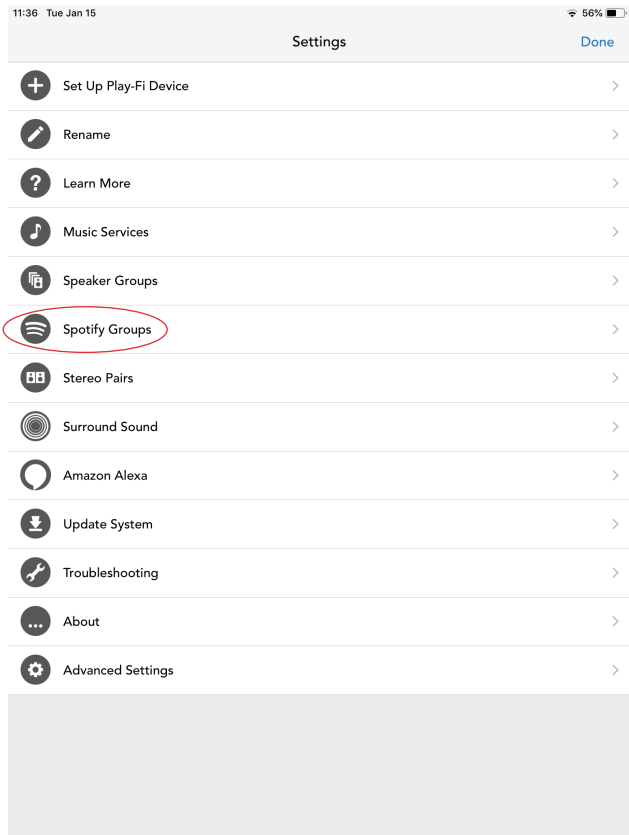 11:36 Tue Jan 15 56%
Settings Done
Set Up Play-Fi Device
Rename
Learn More
Music Services
Speaker Groups
Spotify Groups
Stereo Pairs
Surround Sound
Amazon Alexa
Update System
Troubleshooting
About
Advanced Settings